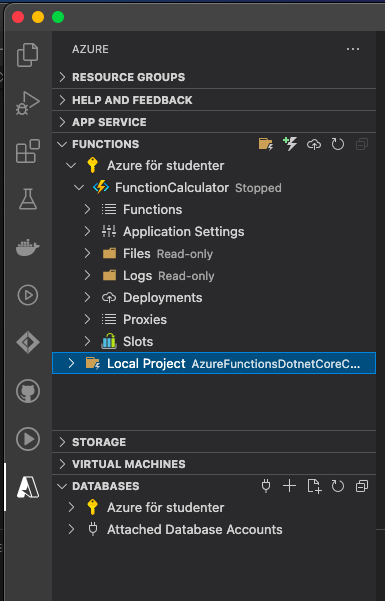 AZURE
RESOURCE GROUPS
HELP AND FEEDBACK
APP SERVICE
FUNCTIONS
Azure för studenter
FunctionCalculator Stopped
Functions
Application Settings
Files Read-only
Logs Read-only
Deployments
Proxies
Slots
Local Project AzureFunctionsDotnetCoreC...
STORAGE
VIRTUAL MACHINES
DATABASES
Azure för studenter
Attached Database Accounts